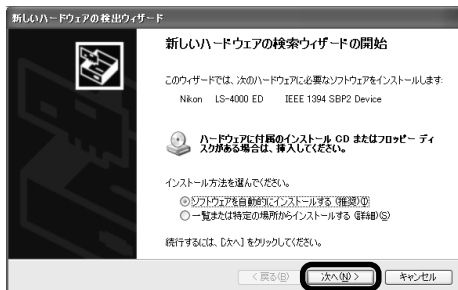 新しいハードウェアの検出ウィザード
新しいハードウェアの検索ウィザードの開始
このウィザードでは、次のハードウェアに必要なソフトウェアをインストールします:
Nikon LS-4000 ED IEEE 1394 SBP2 Device
ハードウェアに付属のインストール CD またはフロッピー ディ
スクがある場合は、挿入してください。
インストール方法を選んでください。
ソフトウェアを自動的にインストールする (推奨)(I)
一覧または特定の場所からインストールする (詳細)(S)
続行するには、[次へ] をクリックしてください。
< 戻る(B) 次へ(N) > キャンセル